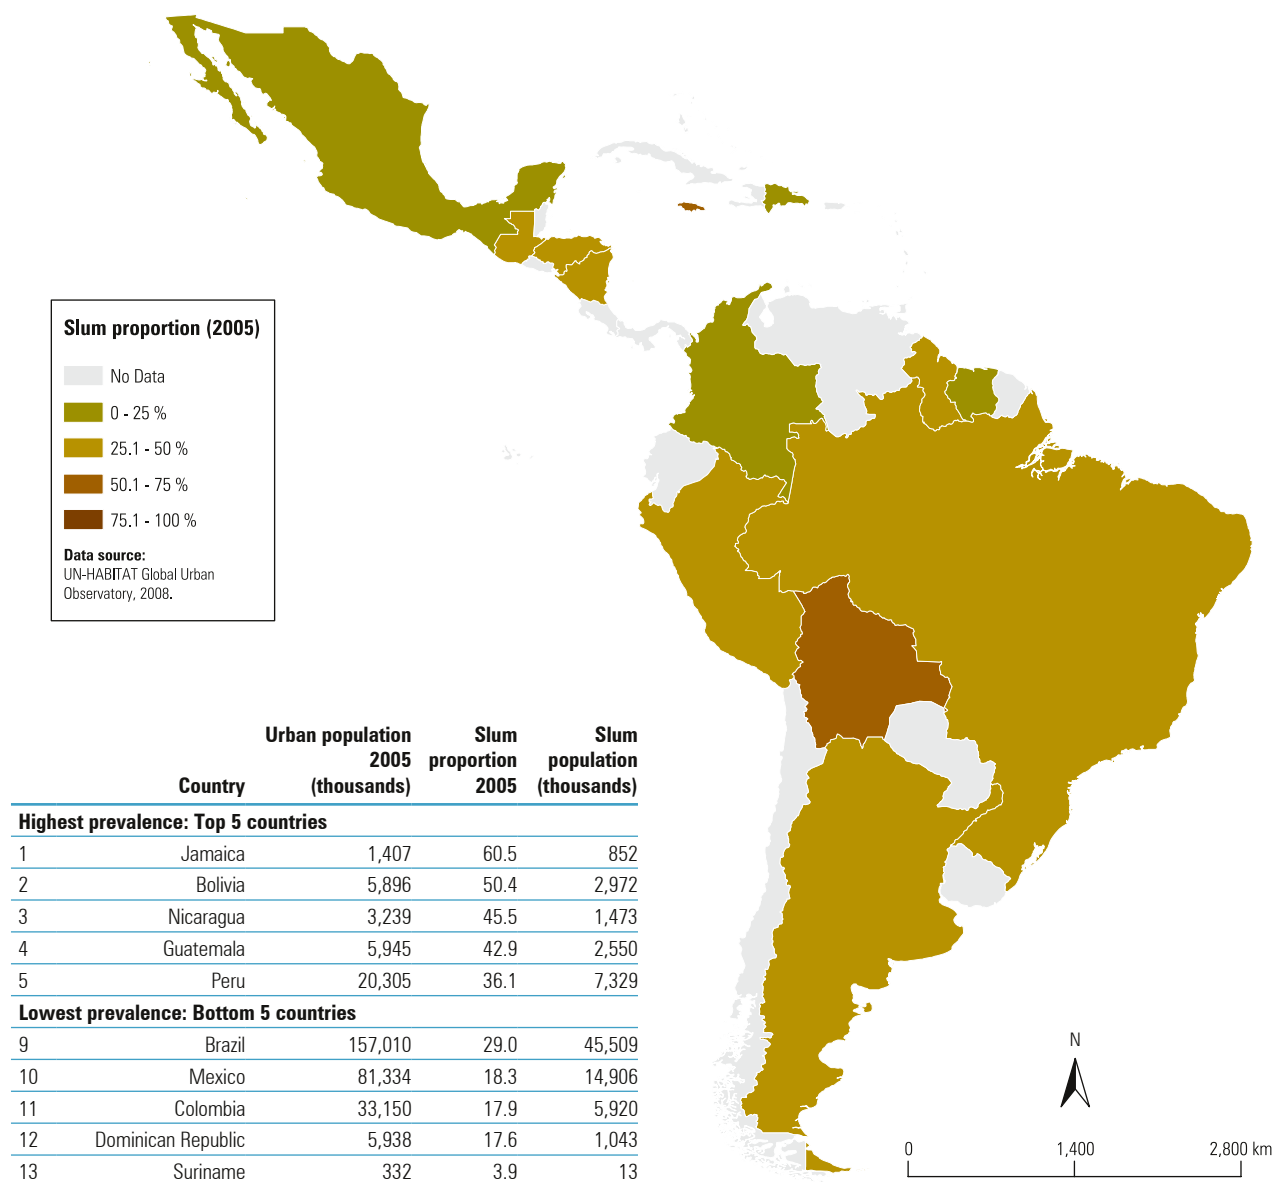 Slum proportion (2005)
No Data
0 - 25 %
25.1 - 50 %
50.1 - 75 %
75.1 - 100 %
Data source:
UN-HABITAT Global Urban
Observatory, 2008.
Urban population Slum Slum
2005 proportion population
Country (thousands) 2005 (thousands)
Highest prevalence: Top 5 countries
1 Jamaica 1,407 60.5 852
2 Bolivia 5,896 50.4 2,972
3 Nicaragua 3,239 45.5 1,473
4 Guatemala 5,945 42.9 2,550
5 Peru 20,305 36.1 7,329
Lowest prevalence: Bottom 5 countries
9 Brazil 157,010 29.0 45,509
10 Mexico 81,334 18.3 14,906
11 Colombia 33,150 17.9 5,920
12 Dominican Republic 5,938 17.6 1,043
13 Suriname 332 3.9 13
N
0 1,400 2,800 km